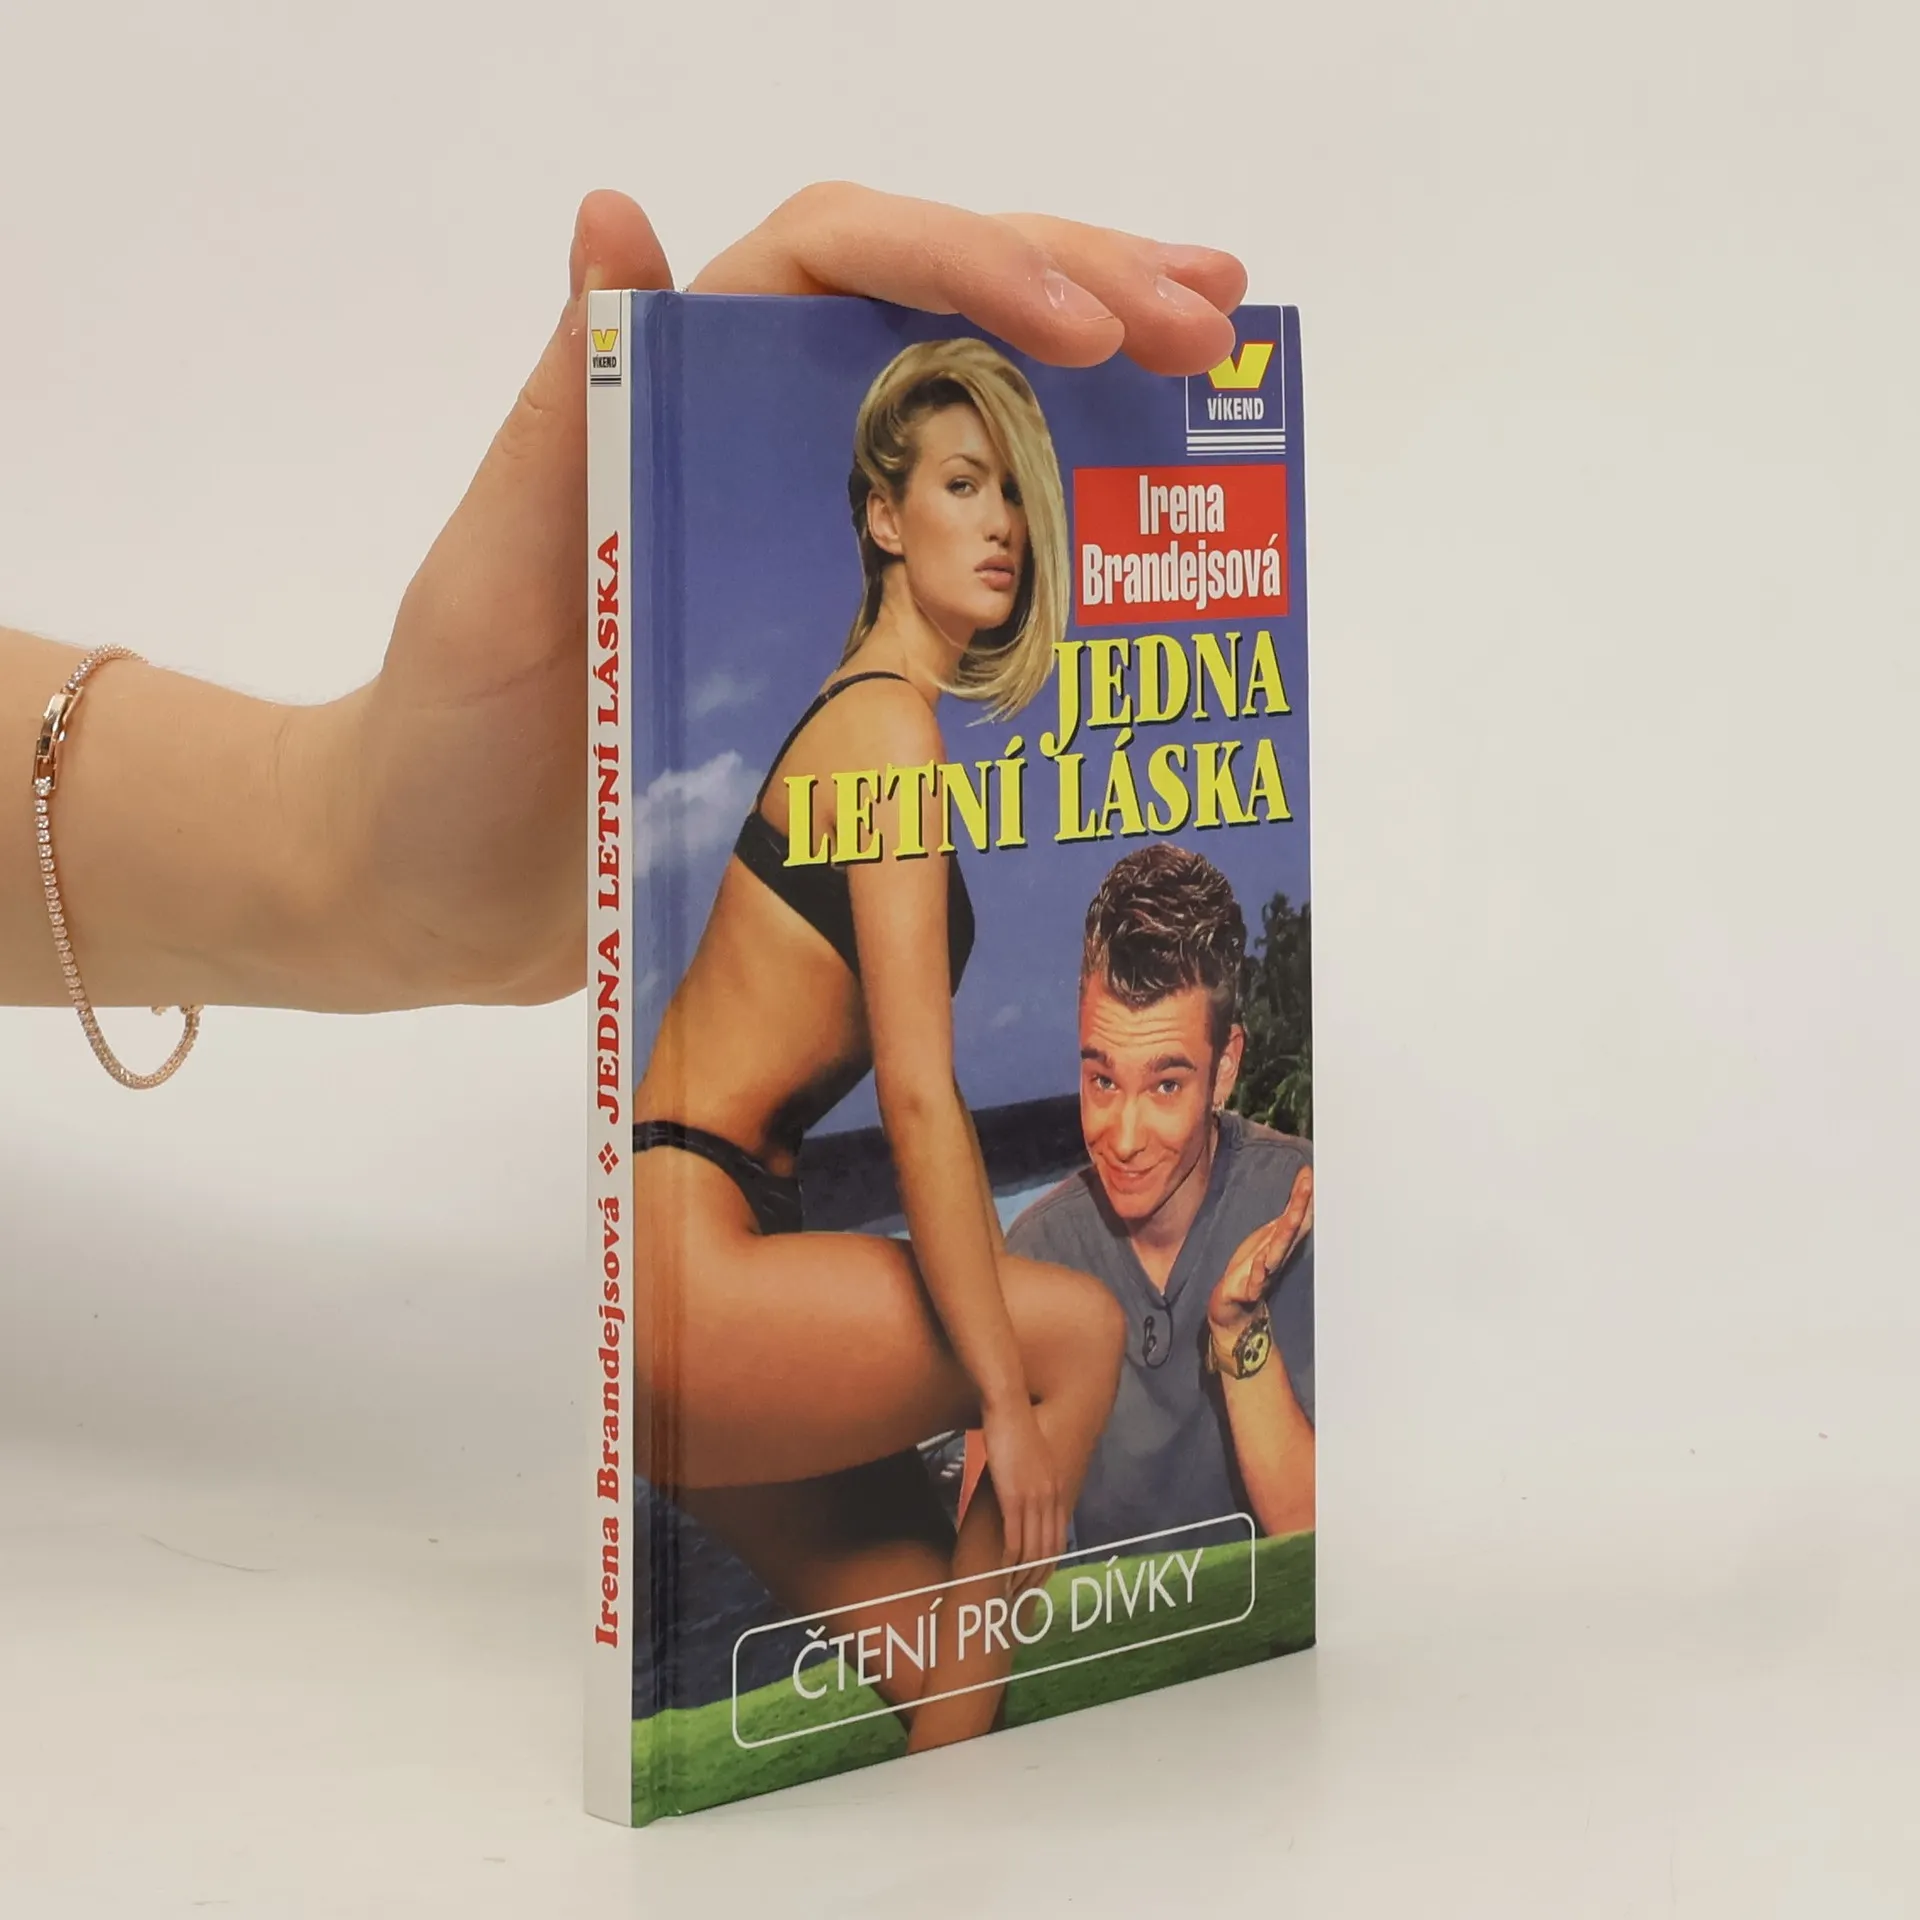 VÍKEND
Irena Brandejsová ❖ JEDNA LETNÍ LÁSKA
VÍKEND
Irena
Brandejsová
JEDNA
LETNÍ LÁSKA
ČTENÍ PRO DÍVKY